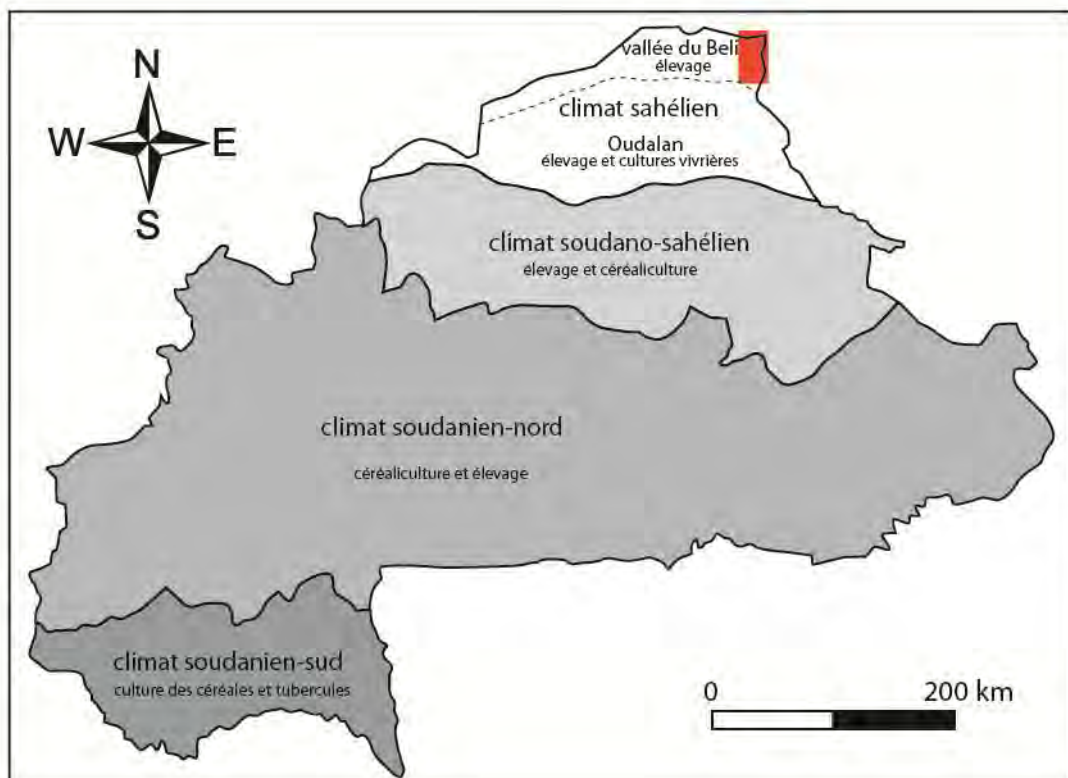 N
W E
S
vallée du Beli
élevage
climat sahélien
Oudalan
élevage et cultures vivrières
climat soudano-sahélien
élevage et céréaliculture
climat soudanien-nord
céréaliculture et élevage
climat soudanien-sud
culture des céréales et tubercules
0 200 km